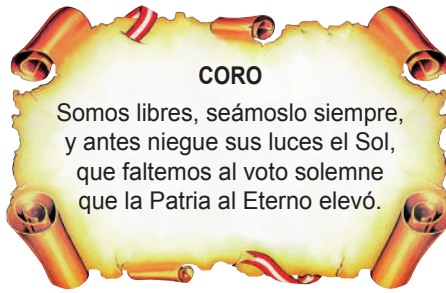 CORO
Somos libres, seámoslo siempre,
y antes niegue sus luces el Sol,
que faltemos al voto solemne
que la Patria al Eterno elevó.